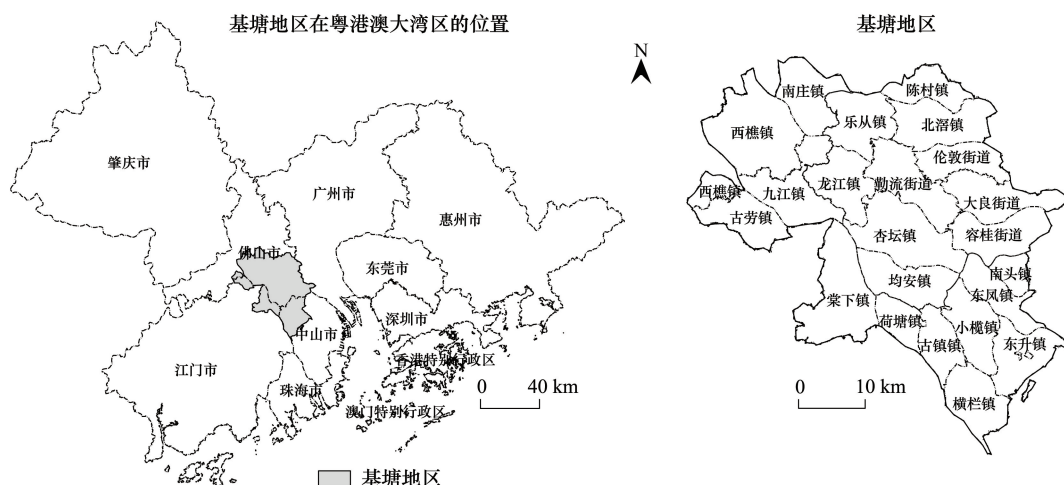 基塘地区在粤港澳大湾区的位置
肇庆市
广州市
惠州市
佛山市
东莞市
深圳市
中山市
江门市
香港特别行政区
珠海市
澳门特别行政区
0 40 km
基塘地区
N
基塘地区
南庄镇
陈村镇
乐从镇
北滘镇
西樵镇
伦敦街道
西樵镇
九江镇
龙江镇
勤流街道
大良街道
古劳镇
杏坛镇
容桂街道
均安镇
南头镇
棠下镇
东凤镇
荷塘镇
小榄镇
古镇镇
东升镇
横栏镇
0 10 km